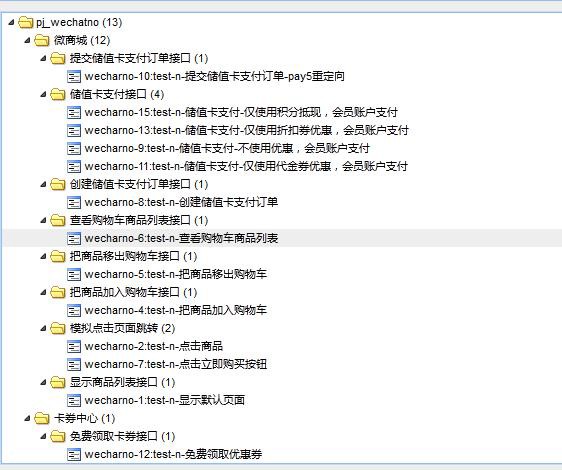 pj_wechatno (13)
微商城 (12)
提交储值卡支付订单接口 (1)
wecharno-10:test-n-提交储值卡支付订单-pay5重定向
储值卡支付接口 (4)
wecharno-15:test-n-储值卡支付-仅使用积分抵现，会员账户支付
wecharno-13:test-n-储值卡支付-仅使用折扣券优惠，会员账户支付
wecharno-9:test-n-储值卡支付-不使用优惠，会员账户支付
wecharno-11:test-n-储值卡支付-仅使用代金券优惠，会员账户支付
创建储值卡支付订单接口 (1)
wecharno-8:test-n-创建储值卡支付订单
查看购物车商品列表接口 (1)
wecharno-6:test-n-查看购物车商品列表
把商品移出购物车接口 (1)
wecharno-5:test-n-把商品移出购物车
把商品加入购物车接口 (1)
wecharno-4:test-n-把商品加入购物车
模拟点击页面跳转 (2)
wecharno-2:test-n-点击商品
wecharno-7:test-n-点击立即购买按钮
显示商品列表接口 (1)
wecharno-1:test-n-显示默认页面
卡券中心 (1)
免费领取卡券接口 (1)
wecharno-12:test-n-免费领取优惠券